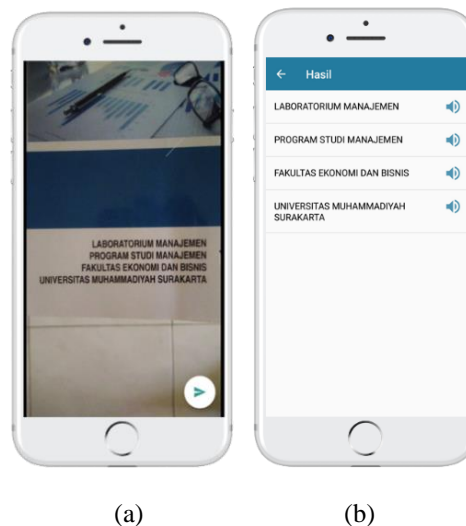 LABORATORIUM MANAJEMEN
PROGRAM STUDI MANAJEMEN
FAKULTAS EKONOMI DAN BISNIS
UNIVERSITAS MUHAMMADIYAH SURAKARTA
(a)
Hasil
LABORATORIUM MANAJEMEN
PROGRAM STUDI MANAJEMEN
FAKULTAS EKONOMI DAN BISNIS
UNIVERSITAS MUHAMMADIYAH
SURAKARTA
(b)